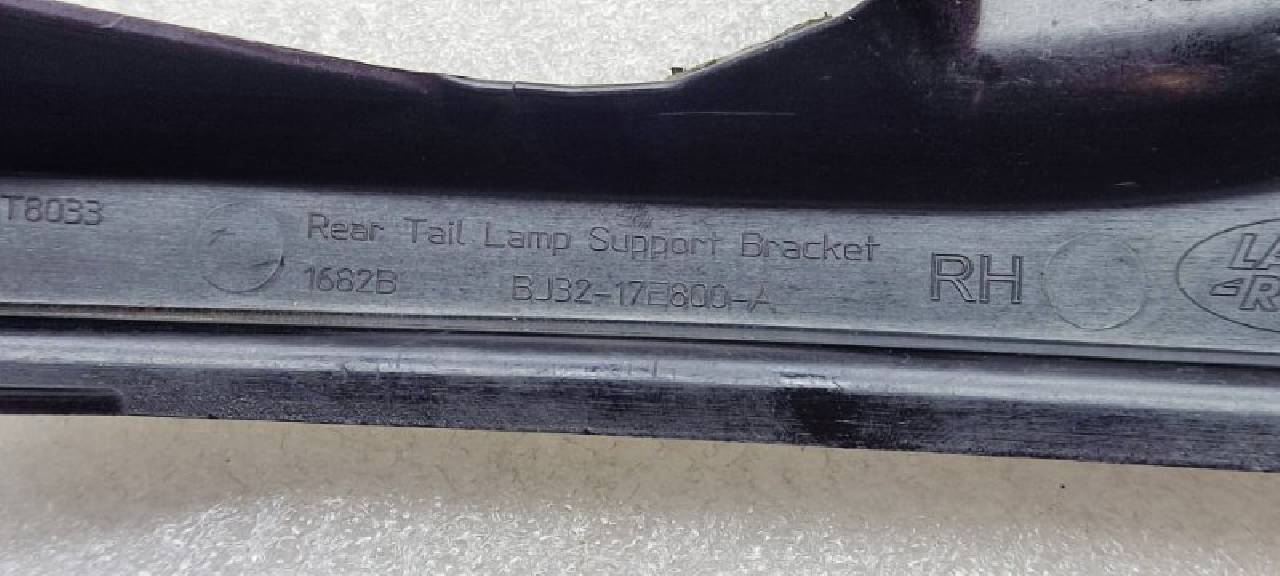 T8033
Rear Tail Lamp Support Bracket
1682B BJ32-17E800-A
RH